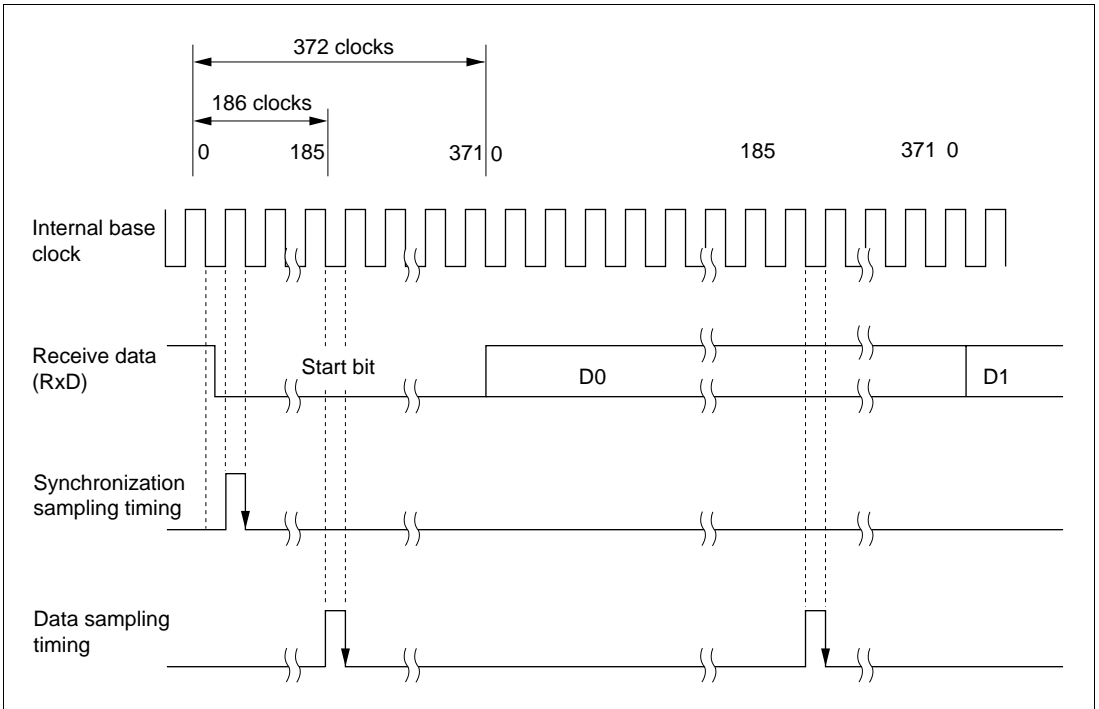 372 clocks
186 clocks
0 185 371 0 185 371 0
Internal base
clock
Receive data
(RxD)
Start bit
D0
D1
Synchronization
sampling timing
Data sampling
timing